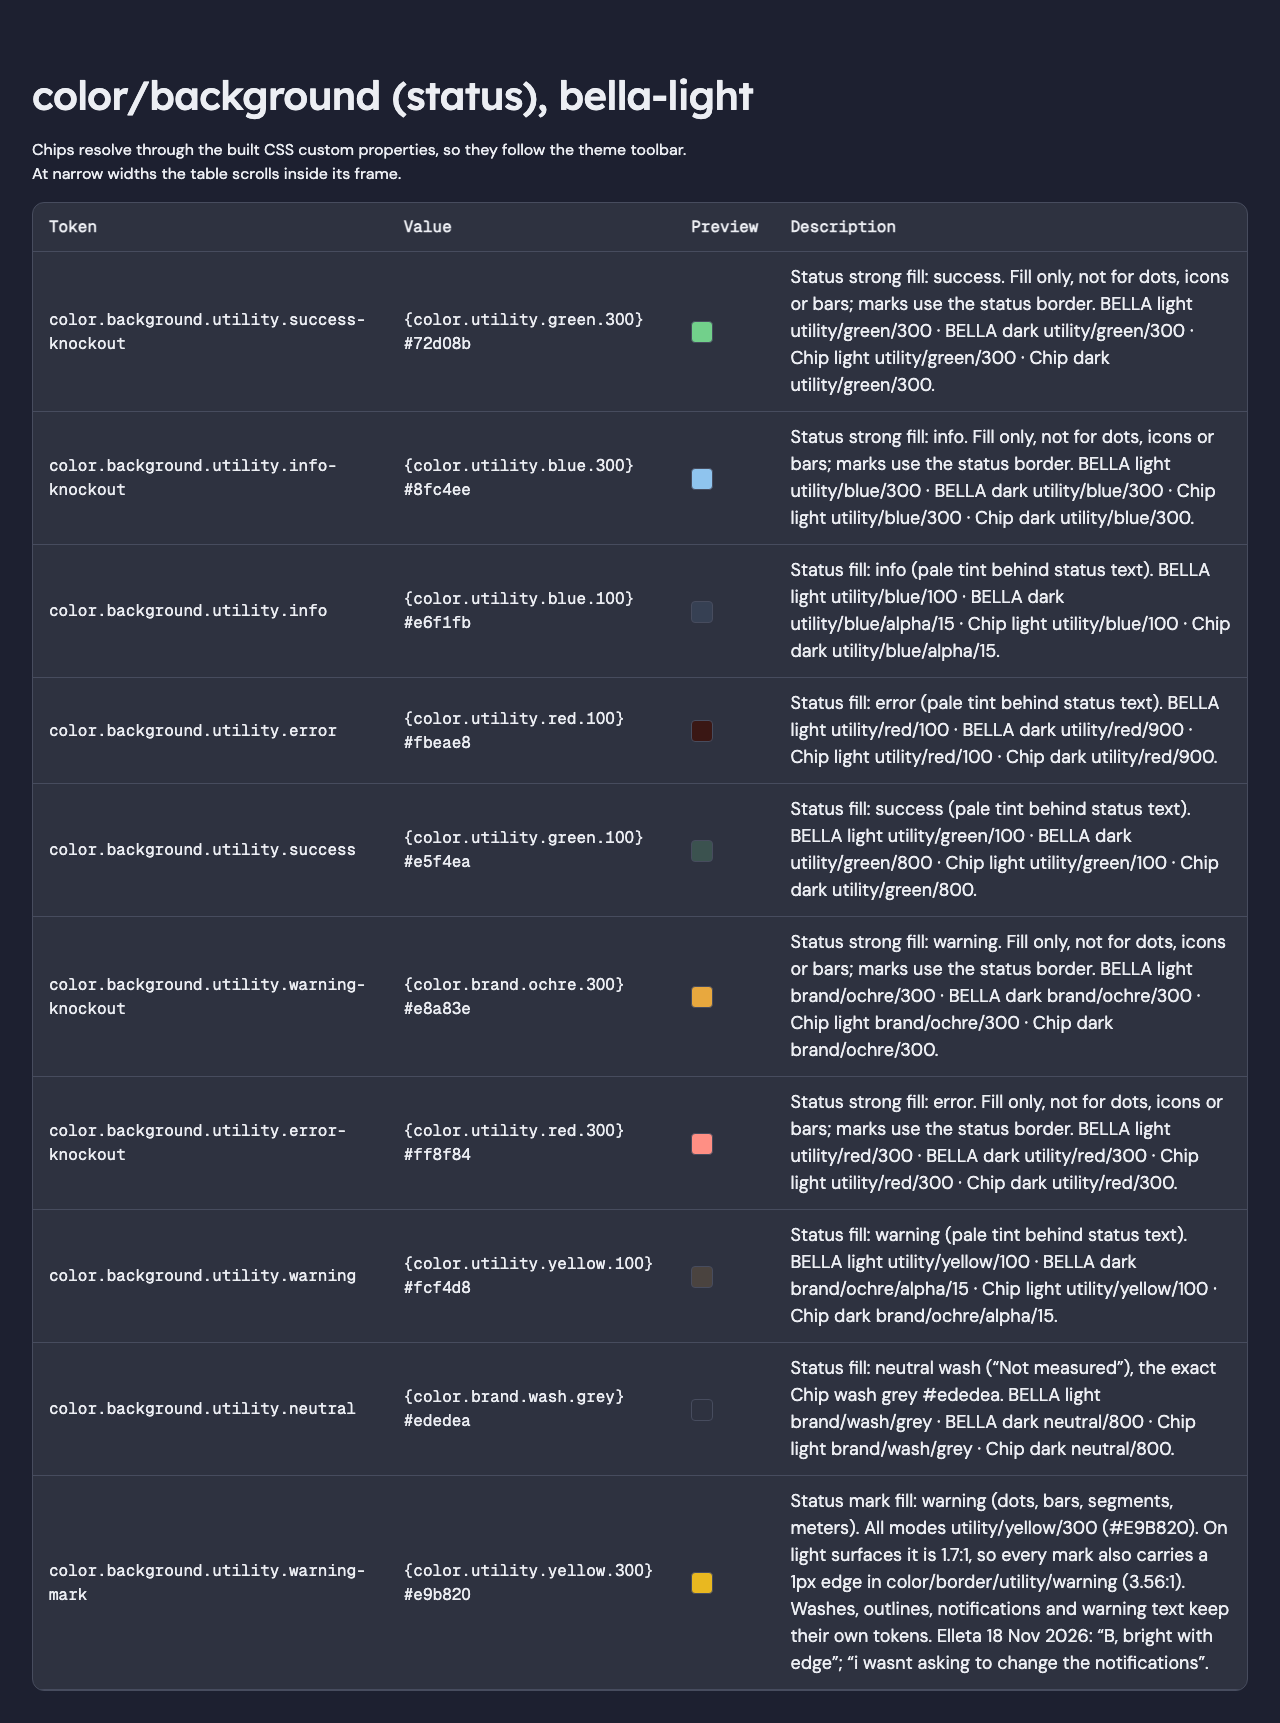 color/background (status), bella-light
Chips resolve through the built CSS custom properties, so they follow the theme toolbar.
At narrow widths the table scrolls inside its frame.
Token Value Preview Description
color.background.utility.success-
knockout
{color.utility.green.300}
#72d08b
Status strong fill: success. Fill only, not for dots, icons
or bars; marks use the status border. BELLA light
utility/green/300 · BELLA dark utility/green/300 ·
Chip light utility/green/300 · Chip dark
utility/green/300.
color.background.utility.info-
knockout
{color.utility.blue.300}
#8fc4ee
Status strong fill: info. Fill only, not for dots, icons or
bars; marks use the status border. BELLA light
utility/blue/300 · BELLA dark utility/blue/300 · Chip
light utility/blue/300 · Chip dark utility/blue/300.
color.background.utility.info
{color.utility.blue.100}
#e6f1fb
Status fill: info (pale tint behind status text). BELLA
light utility/blue/100 · BELLA dark
utility/blue/alpha/15 · Chip light utility/blue/100 · Chip
dark utility/blue/alpha/15.
color.background.utility.error
{color.utility.red.100}
#fbeae8
Status fill: error (pale tint behind status text). BELLA
light utility/red/100 · BELLA dark utility/red/900 ·
Chip light utility/red/100 · Chip dark utility/red/900.
color.background.utility.success
{color.utility.green.100}
#e5f4ea
Status fill: success (pale tint behind status text).
BELLA light utility/green/100 · BELLA dark
utility/green/800 · Chip light utility/green/100 · Chip
dark utility/green/800.
color.background.utility.warning-
knockout
{color.brand.ochre.300}
#e8a83e
Status strong fill: warning. Fill only, not for dots, icons
or bars; marks use the status border. BELLA light
brand/ochre/300 · BELLA dark brand/ochre/300 ·
Chip light brand/ochre/300 · Chip dark
brand/ochre/300.
color.background.utility.error-
knockout
{color.utility.red.300}
#ff8f84
Status strong fill: error. Fill only, not for dots, icons or
bars; marks use the status border. BELLA light
utility/red/300 · BELLA dark utility/red/300 · Chip
light utility/red/300 · Chip dark utility/red/300.
color.background.utility.warning
{color.utility.yellow.100}
#fcf4d8
Status fill: warning (pale tint behind status text).
BELLA light utility/yellow/100 · BELLA dark
brand/ochre/alpha/15 · Chip light utility/yellow/100 ·
Chip dark brand/ochre/alpha/15.
color.background.utility.neutral
{color.brand.wash.grey}
#ededea
Status fill: neutral wash (“Not measured”), the exact
Chip wash grey #ededea. BELLA light
brand/wash/grey · BELLA dark neutral/800 · Chip
light brand/wash/grey · Chip dark neutral/800.
color.background.utility.warning-
mark
{color.utility.yellow.300}
#e9b820
Status mark fill: warning (dots, bars, segments,
meters). All modes utility/yellow/300 (#E9B820). On
light surfaces it is 1.7:1, so every mark also carries a
1px edge in color/border/utility/warning (3.56:1).
Washes, outlines, notifications and warning text keep
their own tokens. Elleta 18 Nov 2026: “B, bright with
edge”; “i wasnt asking to change the notifications”.